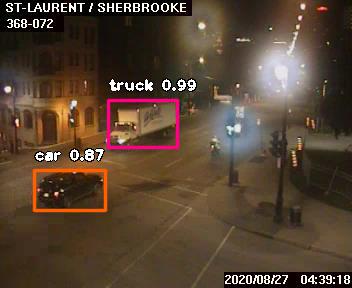 ST-LAURENT / SHERBROOKE
368-072
truck 0.99
car 0.87
2020/08/27 04:39:18